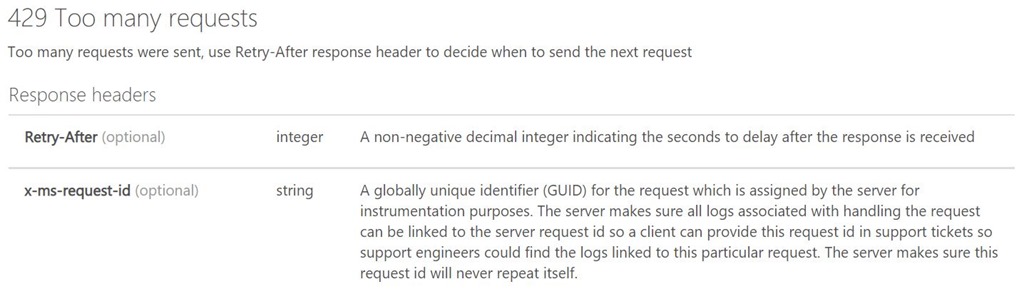 429 Too many requests
Too many requests were sent, use Retry-After response header to decide when to send the next request
Response headers
Retry-After (optional) integer A non-negative decimal integer indicating the seconds to delay after the response is received
x-ms-request-id (optional) string A globally unique identifier (GUID) for the request which is assigned by the server for
instrumentation purposes. The server makes sure all logs associated with handling the request
can be linked to the server request id so a client can provide this request id in support tickets so
support engineers could find the logs linked to this particular request. The server makes sure this
request id will never repeat itself.